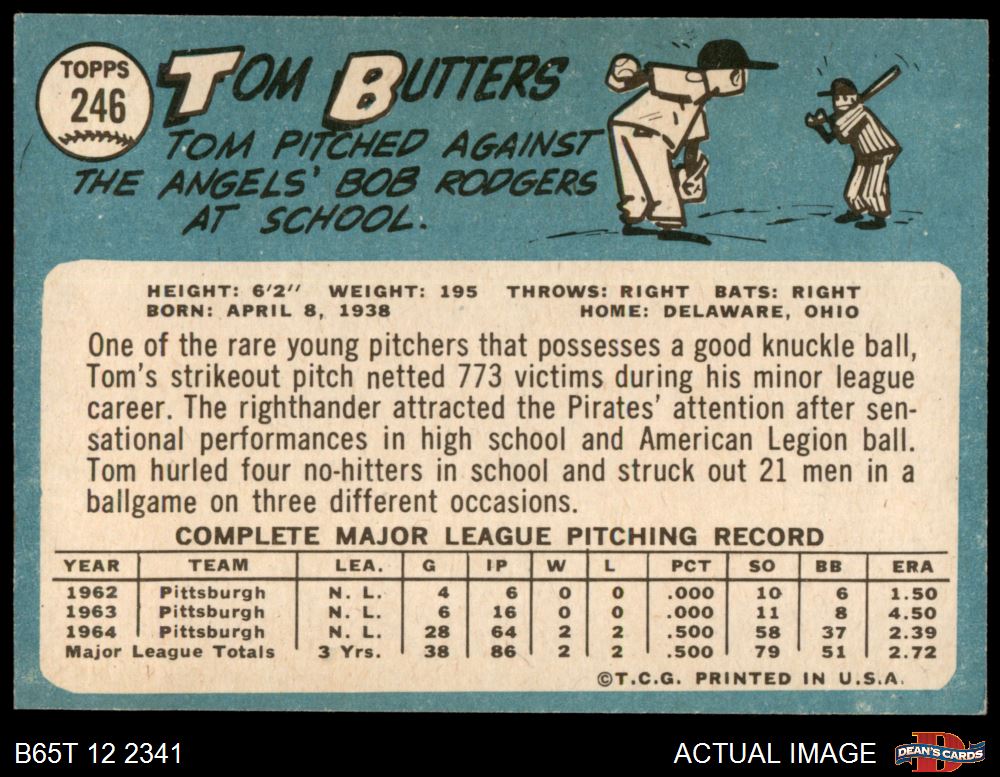 TOPPS
246
TOM BUTTERS
TOM PITCHED AGAINST
THE ANGELS' BOB RODGERS
AT SCHOOL.
HEIGHT: 6'2" WEIGHT: 195 THROWS: RIGHT BATS: RIGHT
BORN: APRIL 8, 1938 HOME: DELAWARE, OHIO
One of the rare young pitchers that possesses a good knuckle ball,
Tom's strikeout pitch netted 773 victims during his minor league
career. The righthander attracted the Pirates' attention after sen-
sational performances in high school and American Legion ball.
Tom hurled four no-hitters in school and struck out 21 men in a
ballgame on three different occasions.
COMPLETE MAJOR LEAGUE PITCHING RECORD
YEAR TEAM LEA. G IP W L PCT SO BB ERA
1962 Pittsburgh N. L. 4 6 0 0 .000 10 6 1.50
1963 Pittsburgh N. L. 6 16 0 0 .000 11 8 4.50
1964 Pittsburgh N. L. 28 64 2 2 .500 58 37 2.39
Major League Totals 3 Yrs. 38 86 2 2 .500 79 51 2.72
©T.C.G. PRINTED IN U.S.A.
B65T 12 2341 ACTUAL IMAGE D DEAN'S CARDS